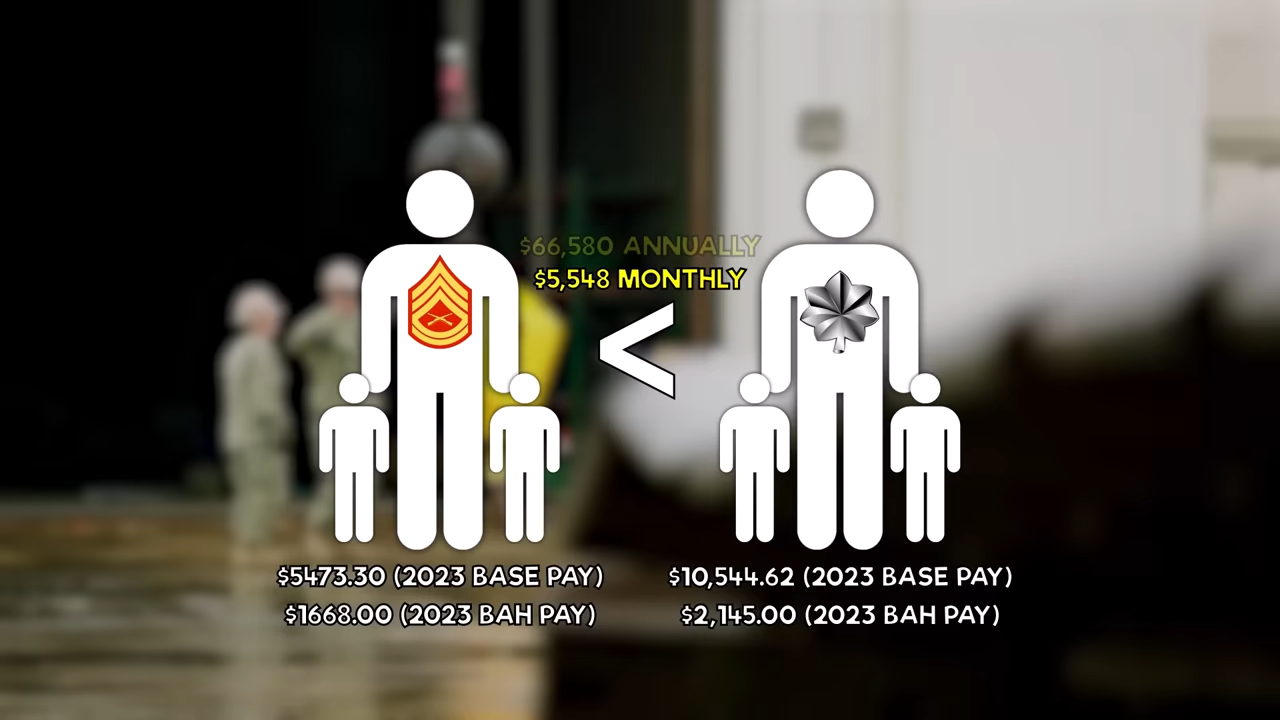 $66,580 ANNUALLY
$5,548 MONTHLY
<
$5473.30 (2023 BASE PAY)
$1668.00 (2023 BAH PAY)
$10,544.62 (2023 BASE PAY)
$2,145.00 (2023 BAH PAY)